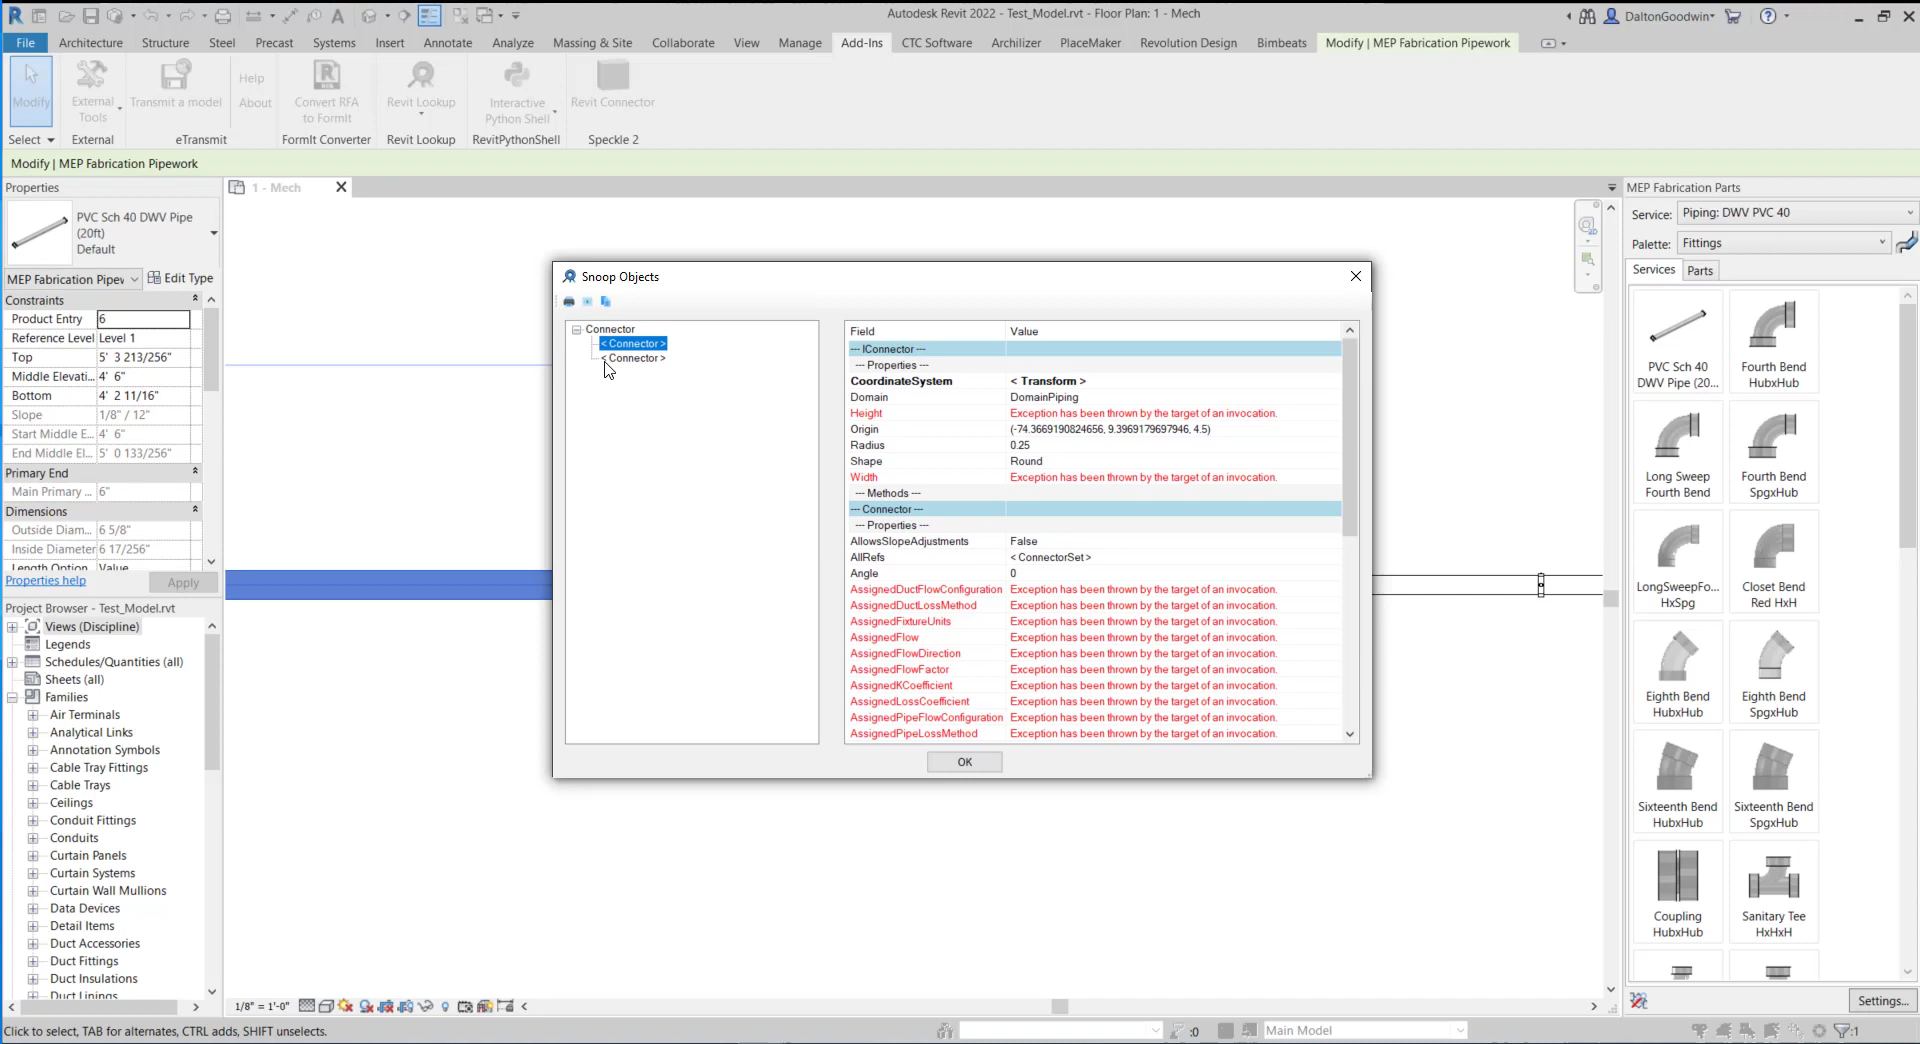 Autodesk Revit 2022 - Test_Model.rvt - Floor Plan: 1 - Mech
DaltonGoodwin
File
Architecture
Structure
Steel
Precast
Systems
Insert
Annotate
Analyze
Massing & Site
Collaborate
View
Manage
Add-Ins
CTC Software
Archilizer
PlaceMaker
Revolution Design
Bimbeats
Modify | MEP Fabrication Pipework
Modify
External
Tools
Transmit a model
Help
About
Convert RFA
to FormIt
Revit Lookup
Interactive
Python Shell
Revit Connector
Select
External
eTransmit
FormIt Converter
Revit Lookup
RevitPythonShell
Speckle 2
Modify | MEP Fabrication Pipework
Properties
PVC Sch 40 DWV Pipe
(20ft)
Default
MEP Fabrication Pipev
Edit Type
Constraints
Product Entry 6
Reference Level Level 1
Top 5' 3 213/256"
Middle Elevati... 4' 6"
Bottom 4' 2 11/16"
Slope 1/8" / 12"
Start Middle E... 4' 6"
End Middle El... 5' 0 133/256"
Primary End
Main Primary ... 6"
Dimensions
Outside Diam... 6 5/8"
Inside Diameter 6 17/256"
Length Option Value
Properties help
Apply
Project Browser - Test_Model.rvt
Views (Discipline)
Legends
Schedules/Quantities (all)
Sheets (all)
Families
Air Terminals
Analytical Links
Annotation Symbols
Cable Tray Fittings
Cable Trays
Ceilings
Conduit Fittings
Conduits
Curtain Panels
Curtain Systems
Curtain Wall Mullions
Data Devices
Detail Items
Duct Accessories
Duct Fittings
Duct Insulations
Duct Linings
1 - Mech
Snoop Objects
Connector
< Connector >
< Connector >
Field Value
--- IConnector ---
--- Properties ---
CoordinateSystem < Transform >
Domain DomainPiping
Height Exception has been thrown by the target of an invocation.
Origin (-74.3669190824656, 9.3969179697946, 4.5)
Radius 0.25
Shape Round
Width Exception has been thrown by the target of an invocation.
--- Methods ---
--- Connector ---
--- Properties ---
AllowsSlopeAdjustments False
AllRefs < ConnectorSet >
Angle 0
AssignedDuctFlowConfiguration Exception has been thrown by the target of an invocation.
AssignedDuctLossMethod Exception has been thrown by the target of an invocation.
AssignedFixtureUnits Exception has been thrown by the target of an invocation.
AssignedFlow Exception has been thrown by the target of an invocation.
AssignedFlowDirection Exception has been thrown by the target of an invocation.
AssignedFlowFactor Exception has been thrown by the target of an invocation.
AssignedKCoefficient Exception has been thrown by the target of an invocation.
AssignedLossCoefficient Exception has been thrown by the target of an invocation.
AssignedPipeFlowConfiguration Exception has been thrown by the target of an invocation.
AssignedPipeLossMethod Exception has been thrown by the target of an invocation.
OK
MEP Fabrication Parts
Service: Piping: DWV PVC 40
Palette: Fittings
Services
Parts
PVC Sch 40
DWV Pipe (20...
Fourth Bend
HubxHub
Long Sweep
Fourth Bend
Fourth Bend
SpgxHub
LongSweepFo...
HxSpg
Closet Bend
Red HxH
Eighth Bend
HubxHub
Eighth Bend
SpgxHub
Sixteenth Bend
HubxHub
Sixteenth Bend
SpgxHub
Coupling
HubxHub
Sanitary Tee
HxHxH
Settings...
1/8" = 1'-0"
Click to select, TAB for alternates, CTRL adds, SHIFT unselects.
:0
Main Model
:1